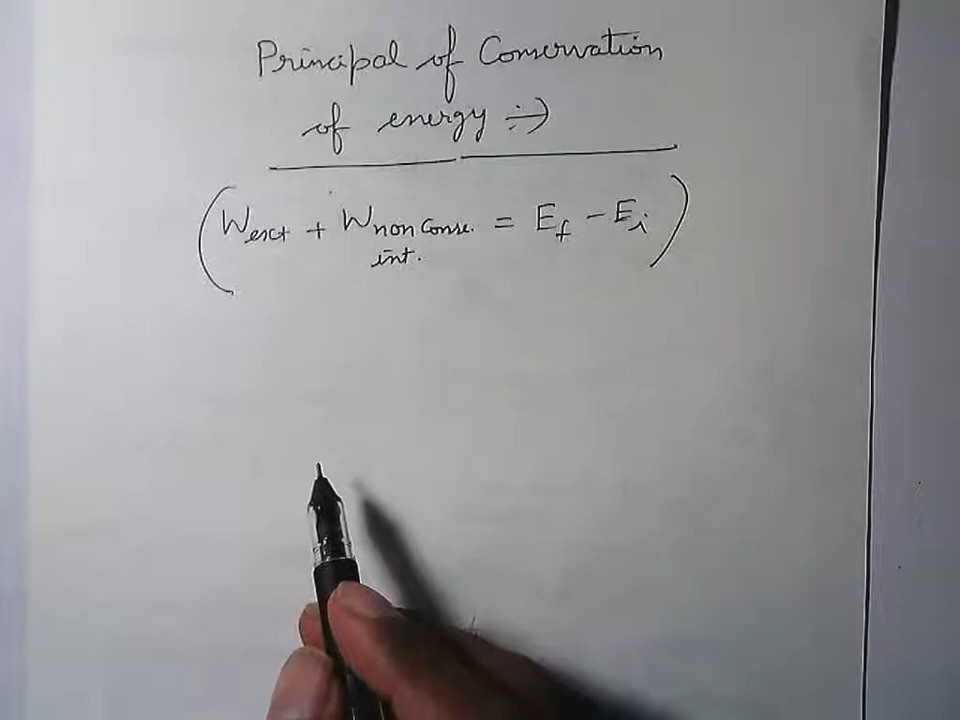 Principal of Conservation
of energy ÷)
(Wext + Wnon Conse. = Ef - Ei)
int.